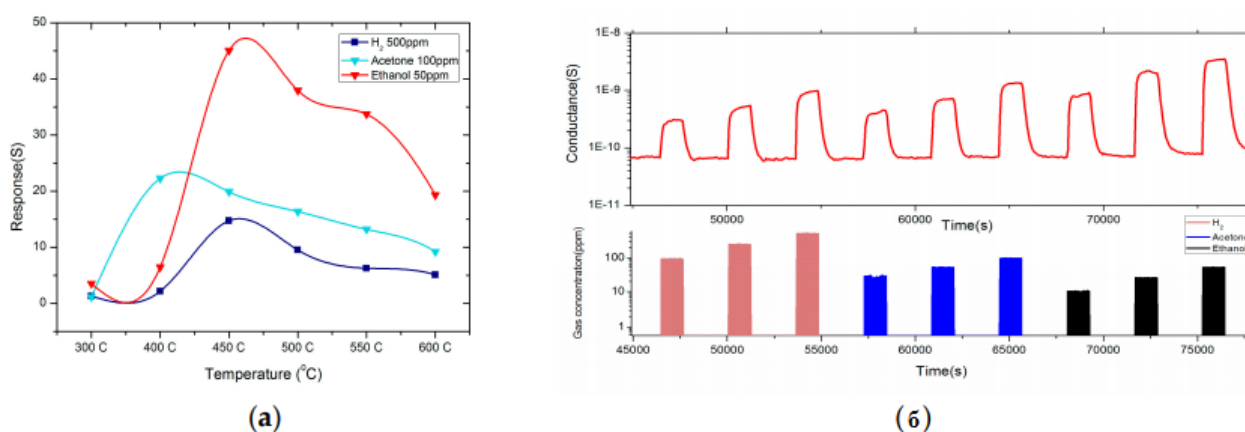 50
40
30
20
10
0
Response(S)
H2 500ppm
Acetone 100ppm
Ethanol 50ppm
300 C 400 C 450 C 500 C 550 C 600 C
Temperature (⁰C)
(а)
1E-8
1E-9
1E-10
1E-11
Conductance(S)
50000 60000 70000
Time(s)
H2
Acetone
Ethanol
100
10
1
Gas concentration(ppm)
45000 50000 55000 60000 65000 70000 75000
Time(s)
(б)